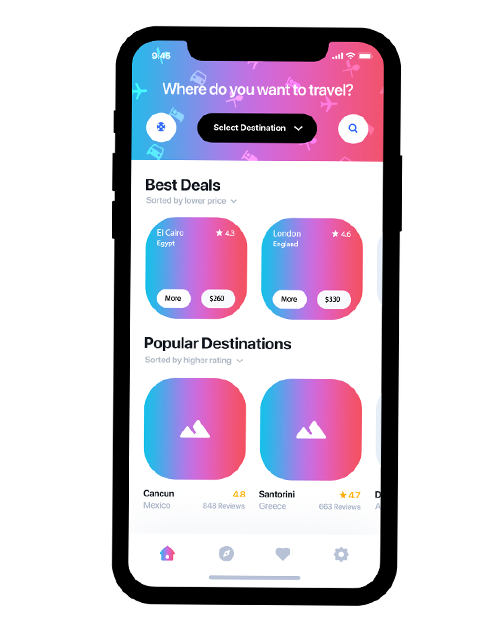 9:46
Where do you want to travel?
Select Destination
Best Deals
Sorted by lower price
El Cairo ★ 4.3
Egypt
More $260
London ★ 4.6
England
More $330
Popular Destinations
Sorted by higher rating
Cancun 4.8
Mexico 848 Reviews
Santorini ★ 4.7
Greece 663 Reviews
D
A